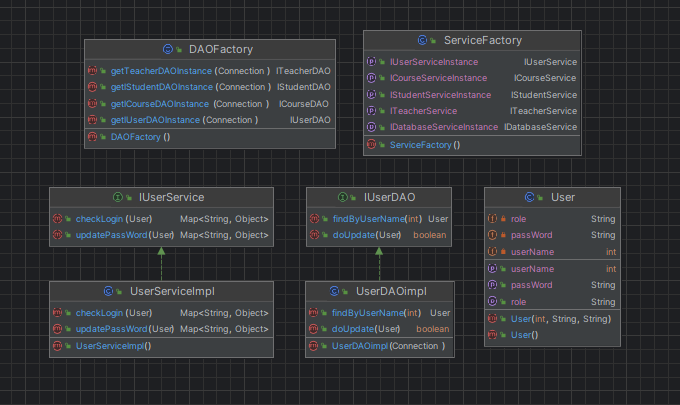 DAOFactory
getTeacherDAOInstance(Connection ) ITeacherDAO
getIStudentDAOInstance(Connection ) IStudentDAO
getICourseDAOInstance(Connection ) ICourseDAO
getIUserDAOInstance(Connection ) IUserDAO
DAOFactory()
ServiceFactory
IUserServiceInstance IUserService
ICourseServiceInstance ICourseService
IStudentServiceInstance IStudentService
ITeacherService ITeacherService
IDatabaseServiceInstance IDatabaseService
ServiceFactory()
IUserService
checkLogin(User) Map<String, Object>
updatePassWord(User) Map<String, Object>
IUserDAO
findByUserName(int) User
doUpdate(User) boolean
User
role String
passWord String
userName int
userName int
passWord String
role String
User(int, String, String)
User()
UserServiceImpl
checkLogin(User) Map<String, Object>
updatePassWord(User) Map<String, Object>
UserServiceImpl()
UserDAOimpl
findByUserName(int) User
doUpdate(User) boolean
UserDAOimpl(Connection )